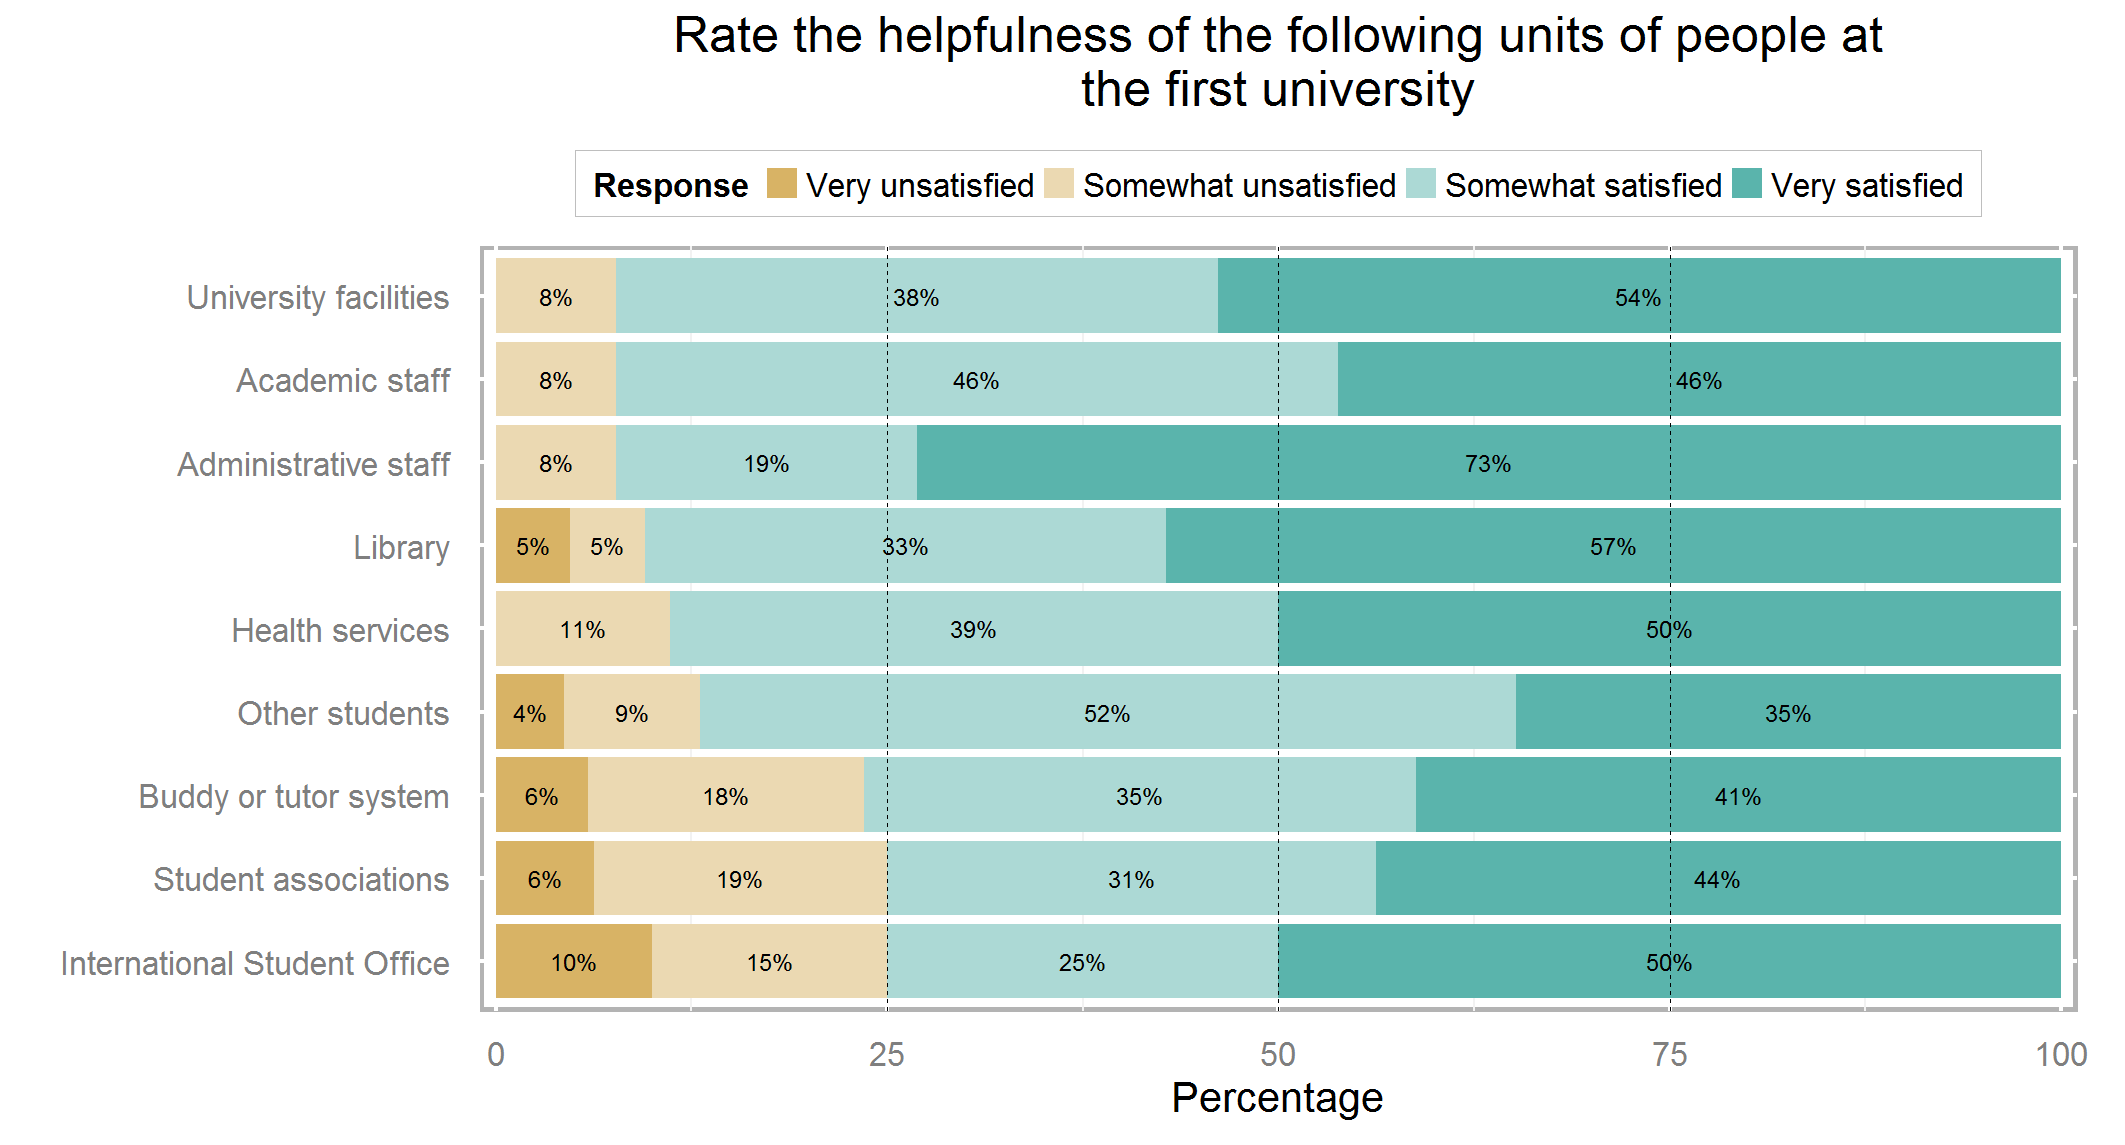 Rate the helpfulness of the following units of people at
the first university
Response Very unsatisfied Somewhat unsatisfied Somewhat satisfied Very satisfied
University facilities 8% 38% 54%
Academic staff 8% 46% 46%
Administrative staff 8% 19% 73%
Library 5% 5% 33% 57%
Health services 11% 39% 50%
Other students 4% 9% 52% 35%
Buddy or tutor system 6% 18% 35% 41%
Student associations 6% 19% 31% 44%
International Student Office 10% 15% 25% 50%
0 25 50 75 100
Percentage